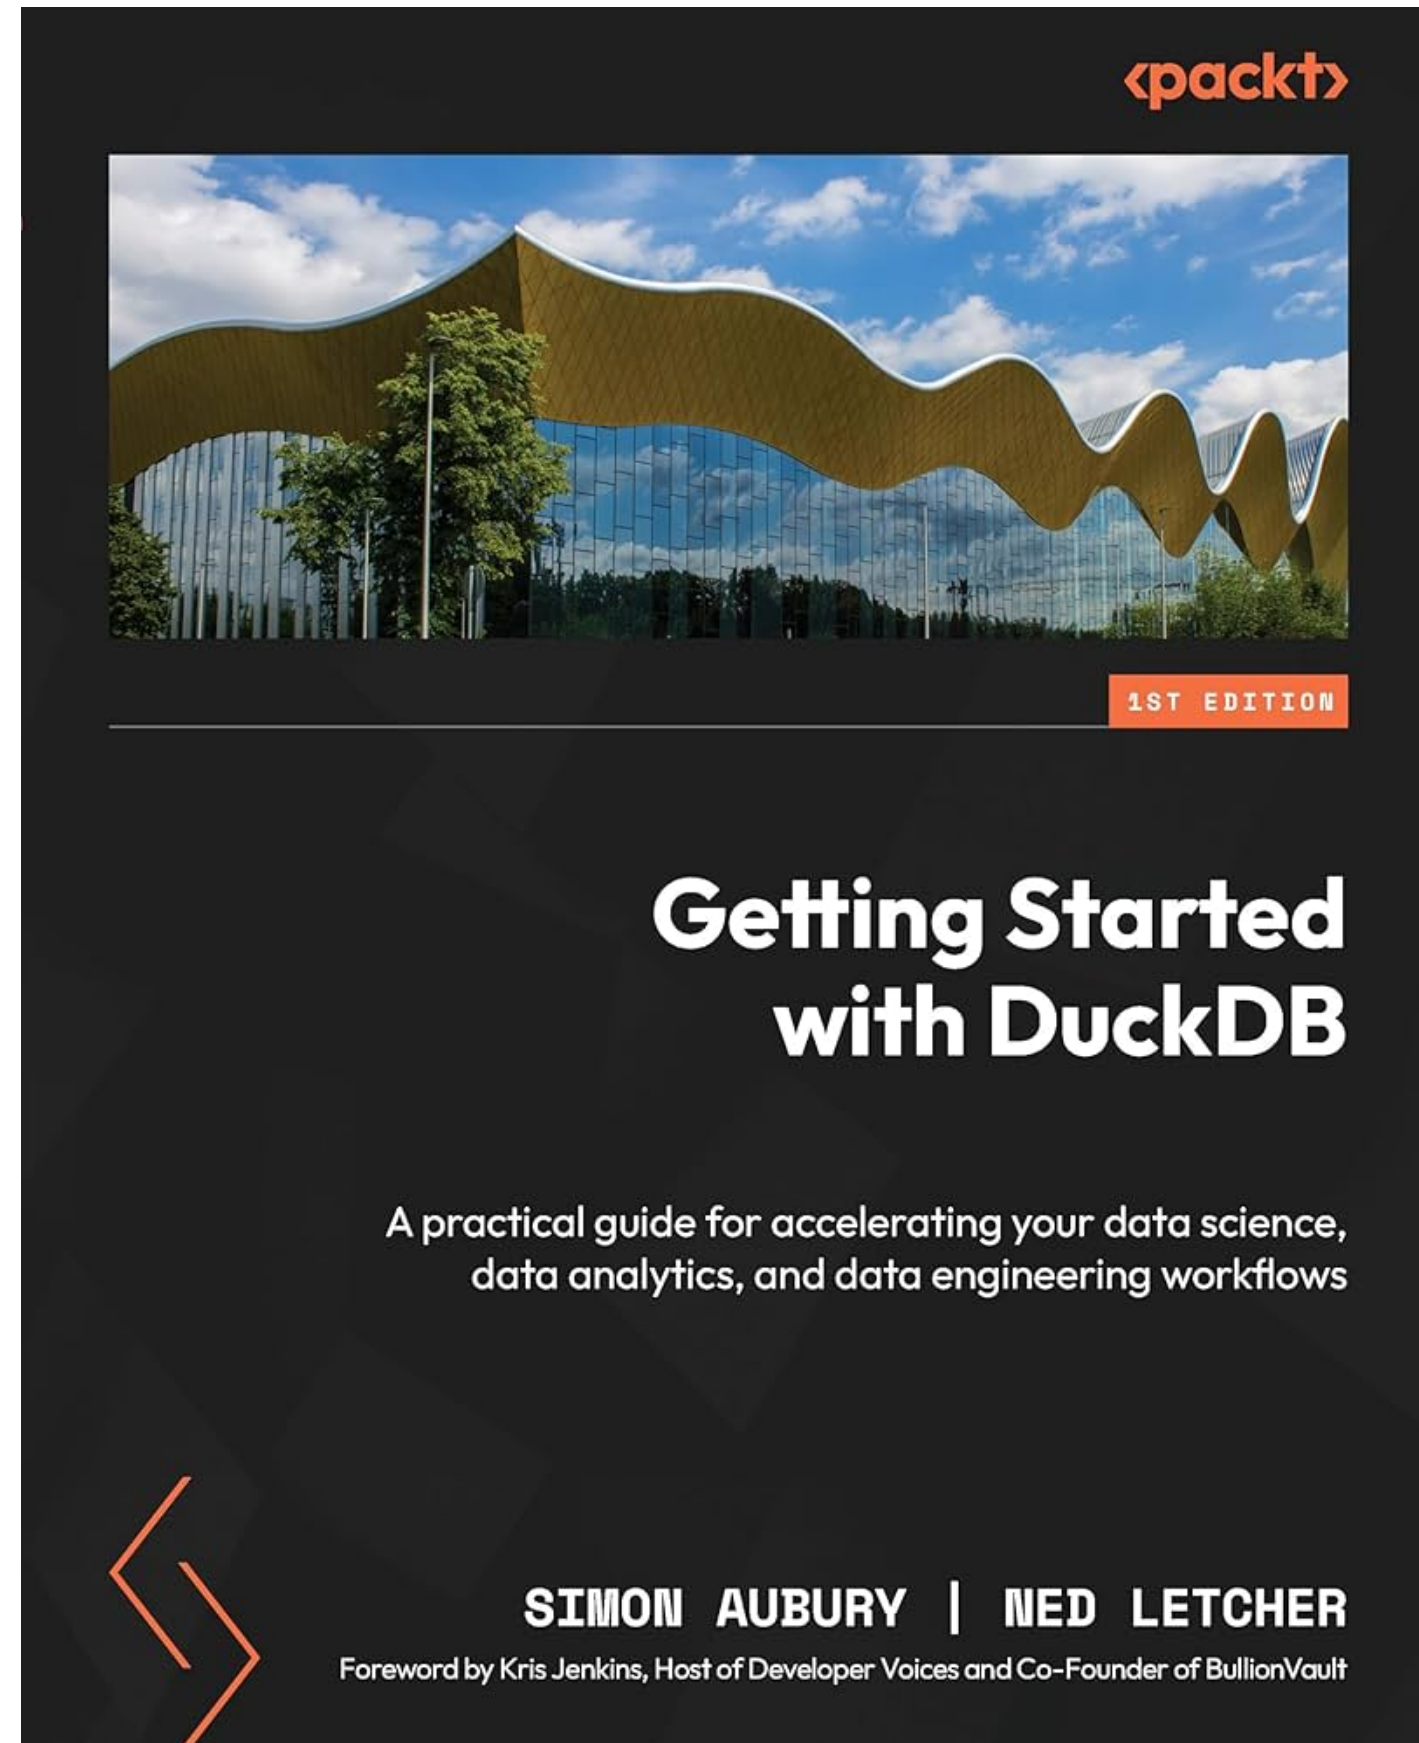 <packt>
1ST EDITION
Getting Started
with DuckDB
A practical guide for accelerating your data science,
data analytics, and data engineering workflows
SIMON AUBURY | NED LETCHER
Foreword by Kris Jenkins, Host of Developer Voices and Co-Founder of BullionVault